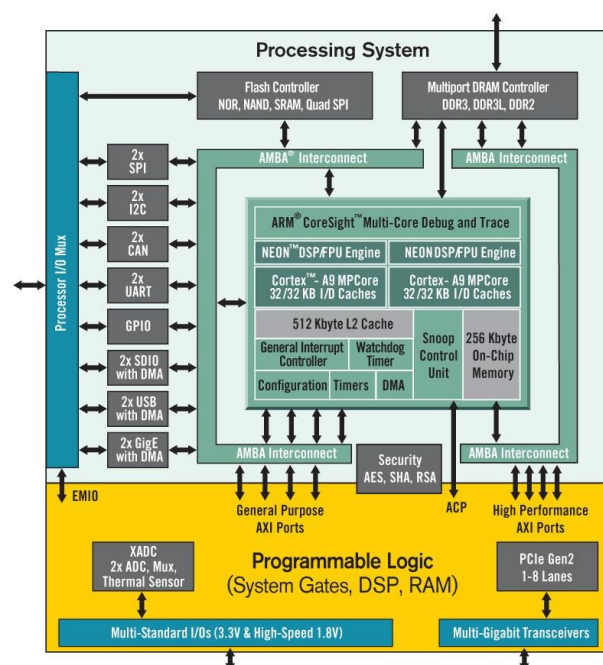 Processing System
Flash Controller
NOR, NAND, SRAM, Quad SPI
Multiport DRAM Controller
DDR3, DDR3L, DDR2
Processor I/O Mux
2x
SPI
2x
I2C
2x
CAN
2x
UART
GPIO
2x SDIO
with DMA
2x USB
with DMA
2x GigE
with DMA
AMBA® Interconnect
AMBA Interconnect
ARM® CoreSight™ Multi-Core Debug and Trace
NEON™ DSP/FPU Engine
NEON DSP/FPU Engine
Cortex™- A9 MPCore
32/32 KB I/D Caches
Cortex- A9 MPCore
32/32 KB I/D Caches
512 Kbyte L2 Cache
General Interrupt
Controller
Watchdog
Timer
Configuration
Timers
DMA
Snoop
Control
Unit
256 Kbyte
On-Chip
Memory
AMBA Interconnect
AMBA Interconnect
Security
AES, SHA, RSA
EMIO
General Purpose
AXI Ports
ACP
High Performance
AXI Ports
XADC
2x ADC, Mux,
Thermal Sensor
Programmable Logic
(System Gates, DSP, RAM)
PCIe Gen2
1-8 Lanes
Multi-Standard I/Os (3.3V & High-Speed 1.8V)
Multi-Gigabit Transceivers